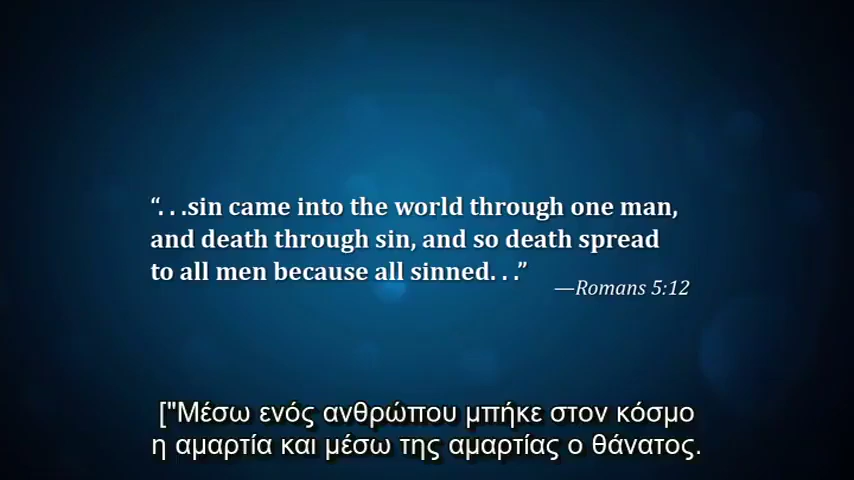 “. . .sin came into the world through one man,
and death through sin, and so death spread
to all men because all sinned. . .”
—Romans 5:12
["Μέσω ενός ανθρώπου μπήκε στον κόσμο
η αμαρτία και μέσω της αμαρτίας ο θάνατος.